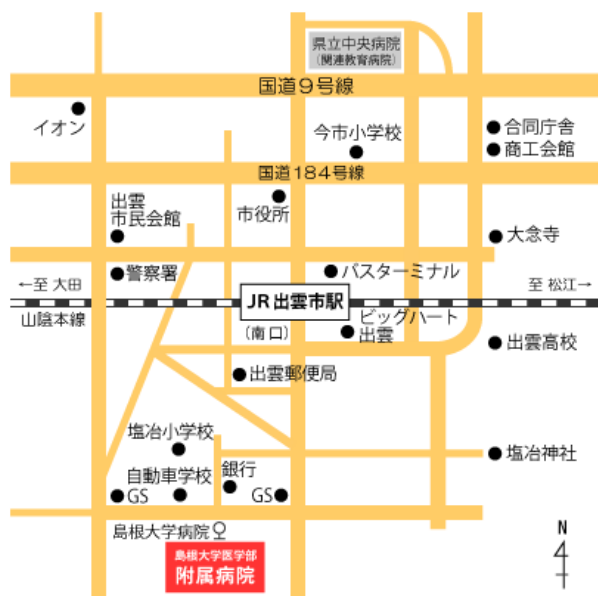 県立中央病院
（関連教育病院）
国道9号線
イオン
今市小学校
合同庁舎
商工会館
国道184号線
出雲
市民会館
市役所
大念寺
警察署
バスターミナル
←至 大田
JR出雲市駅
至 松江→
山陰本線
（南口）
ビッグハート
出雲
出雲高校
出雲郵便局
塩冶小学校
塩冶神社
自動車学校
銀行
GS
GS
島根大学病院
島根大学医学部
附属病院
N